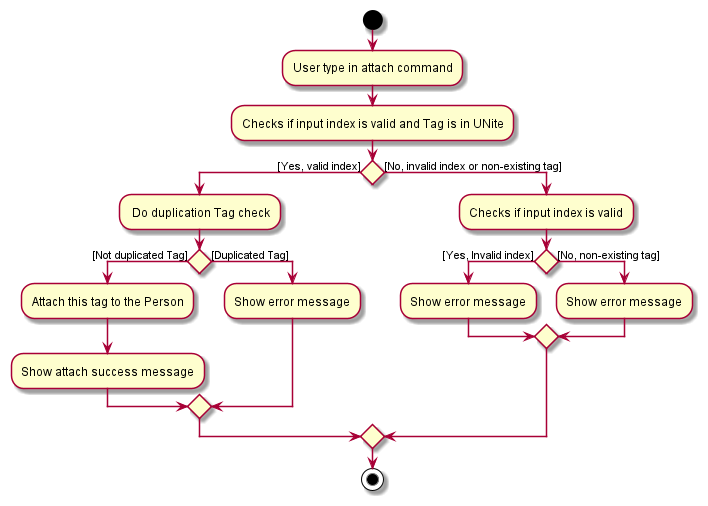 User type in attach command
Checks if input index is valid and Tag is in UNite
[Yes, valid index]
[No, invalid index or non-existing tag]
Do duplication Tag check
Checks if input index is valid
[Not duplicated Tag]
[Duplicated Tag]
[Yes, Invalid index]
[No, non-existing tag]
Attach this tag to the Person
Show error message
Show error message
Show error message
Show attach success message